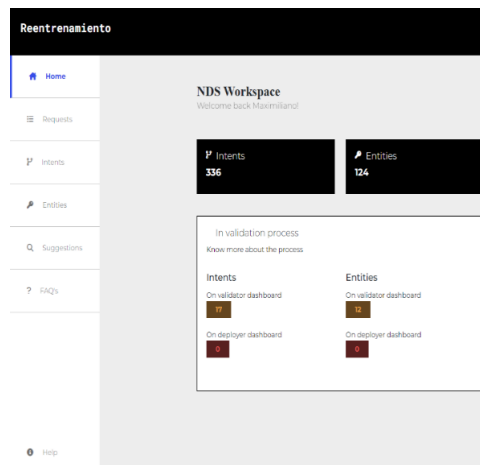 Reentrenamiento
Home
Requests
Intents
Entities
Suggestions
? FAQ's
Help
NDS Workspace
Welcome back Maximiliano!
Intents
336
Entities
124
In validation process
Know more about the process
Intents
On validator dashboard
17
On deployer dashboard
0
Entities
On validator dashboard
12
On deployer dashboard
0